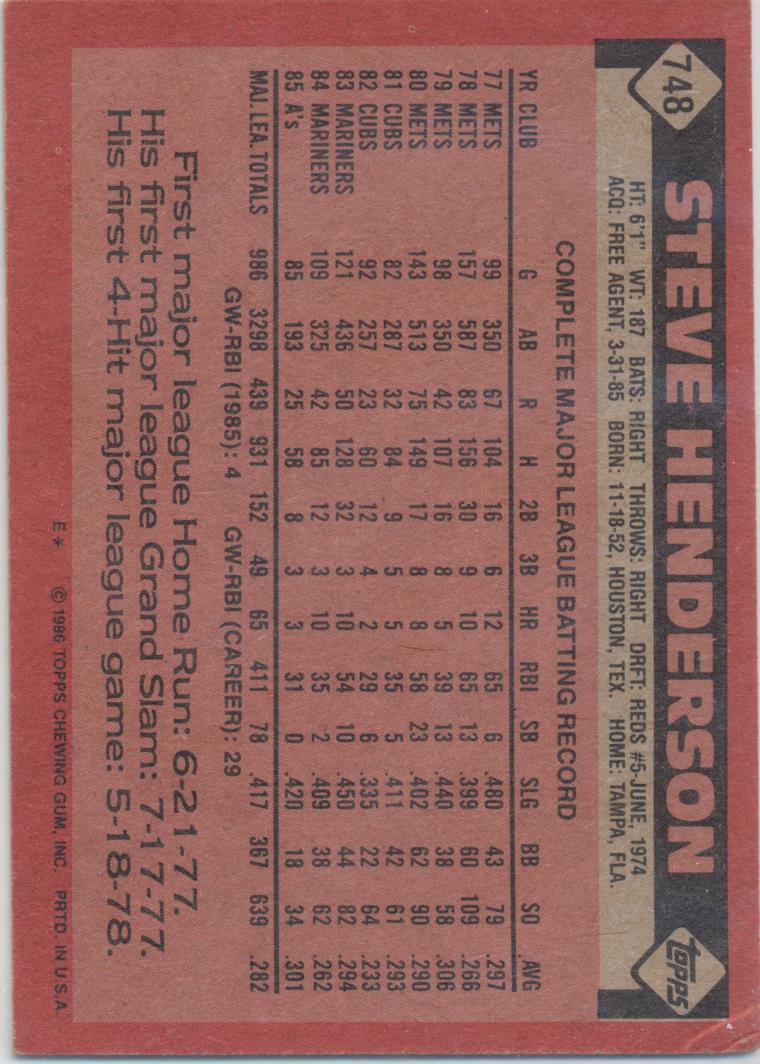 748
STEVE HENDERSON
topps
HT: 6'1" WT: 187 BATS: RIGHT THROWS: RIGHT DRFT: REDS #5-JUNE, 1974
ACQ: FREE AGENT, 3-31-85 BORN: 11-18-52, HOUSTON, TEX. HOME: TAMPA, FLA.
COMPLETE MAJOR LEAGUE BATTING RECORD
YR CLUB G AB R H 2B 3B HR RBI SB SLG BB SO AVG
77 METS 99 350 67 104 16 6 12 65 6 .480 43 79 .297
78 METS 157 587 83 156 30 9 10 65 13 .399 60 109 .266
79 METS 98 350 42 107 16 8 5 39 13 .440 38 58 .306
80 METS 143 513 75 149 17 8 8 58 23 .402 62 90 .290
81 CUBS 82 287 32 84 9 5 5 35 5 .411 42 61 .293
82 CUBS 92 257 23 60 12 4 2 29 6 .335 22 64 .233
83 MARINERS 121 436 50 128 32 3 10 54 10 .450 44 82 .294
84 MARINERS 109 325 42 85 12 3 10 35 2 .409 38 62 .262
85 A's 85 193 25 58 8 3 3 31 0 .420 18 34 .301
MAJ. LEA. TOTALS 986 3298 439 931 152 49 65 411 78 .417 367 639 .282
GW-RBI (1985): 4 GW-RBI (CAREER): 29
First major league Home Run: 6-21-77.
His first major league Grand Slam: 7-17-77.
His first 4-Hit major league game: 5-18-78.
E* © 1986 TOPPS CHEWING GUM, INC. PRTD. IN U.S.A.